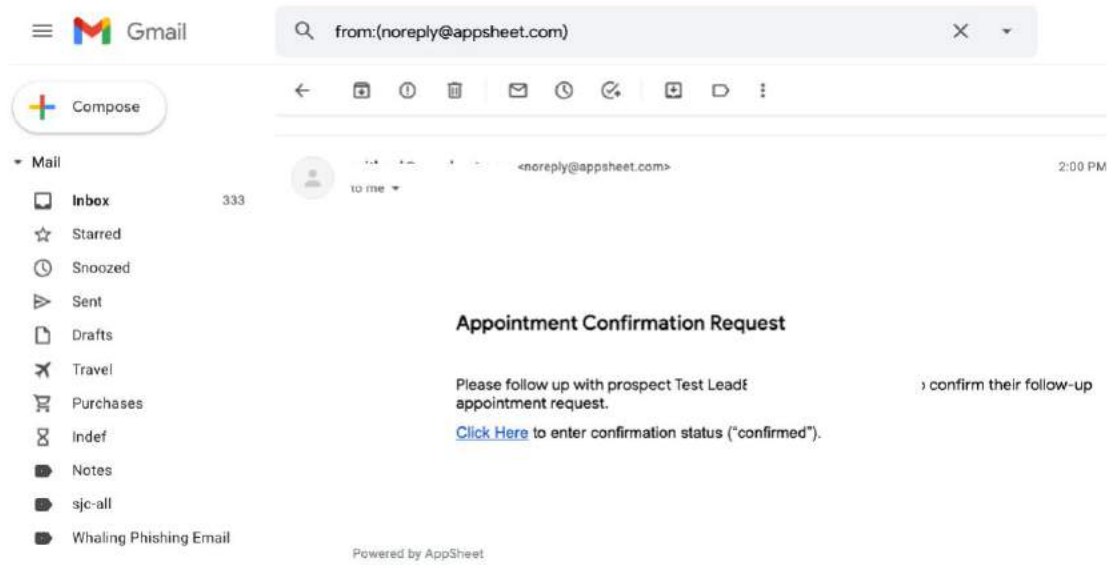 Gmail
from:(noreply@appsheet.com)
Compose
Mail
Inbox 333
Starred
Snoozed
Sent
Drafts
Travel
Purchases
Indef
Notes
sjc-all
Whaling Phishing Email
<noreply@appsheet.com> 2:00 PM
to me
Appointment Confirmation Request
Please follow up with prospect Test Lead confirm their follow-up
appointment request.
Click Here to enter confirmation status ("confirmed").
Powered by AppSheet